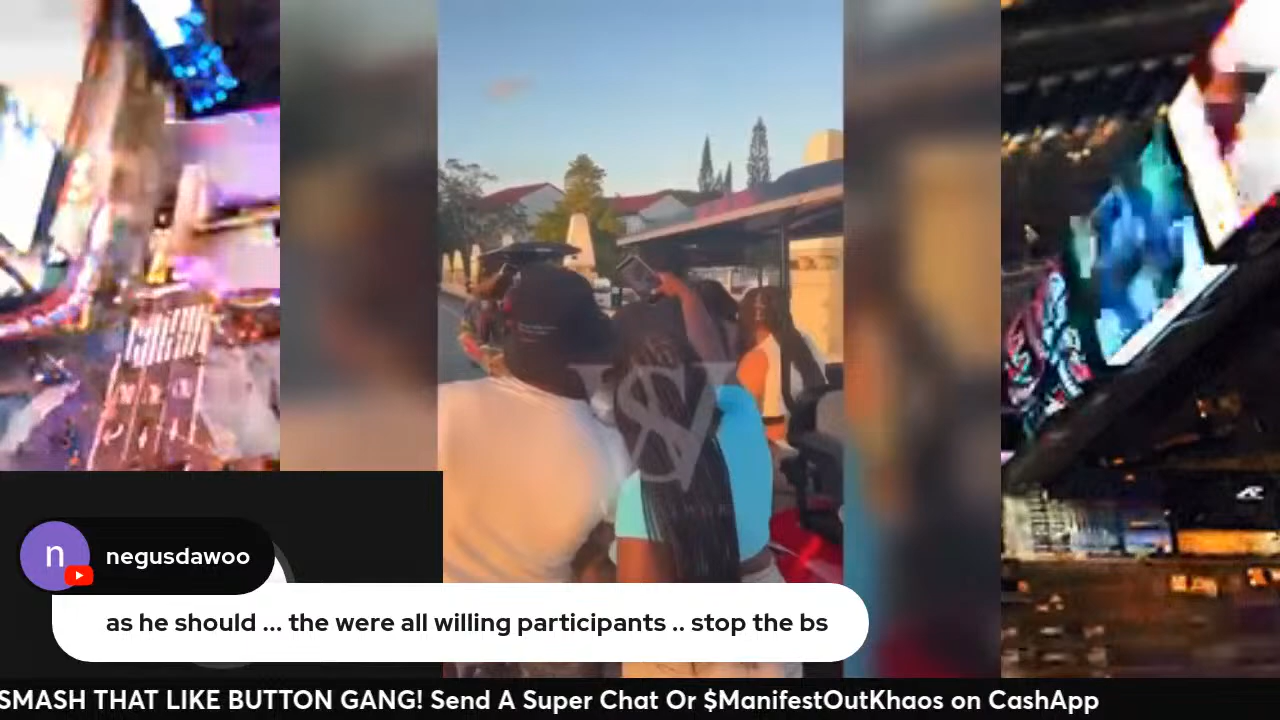 n
negusdawoo
as he should ... the were all willing participants .. stop the bs
SMASH THAT LIKE BUTTON GANG! Send A Super Chat Or $ManifestOutKhaos on CashApp